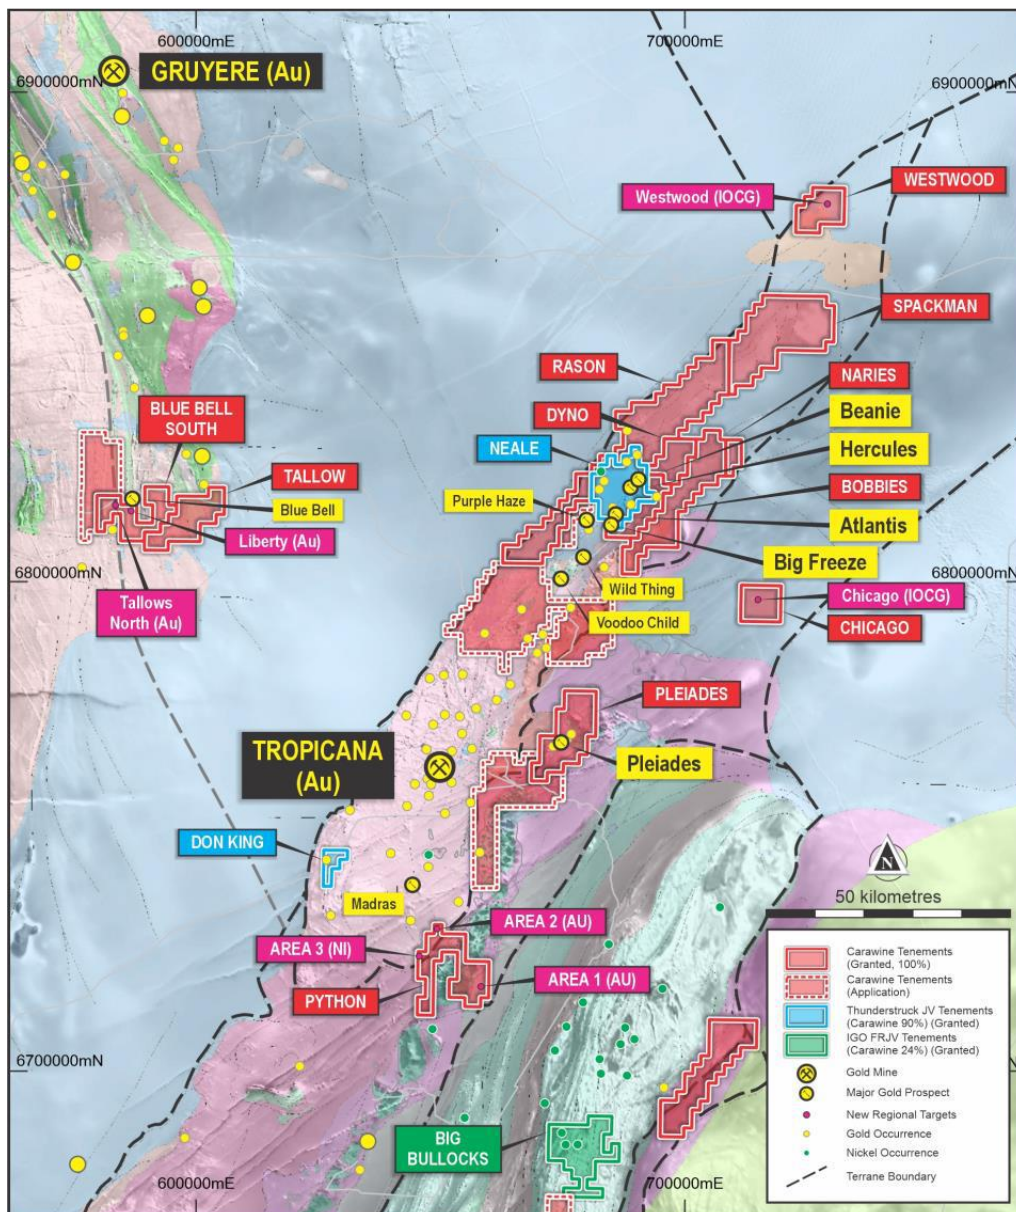 600000mE
700000mE
6900000mN
6900000mN
GRUYERE (Au)
Westwood (IOCG)
WESTWOOD
SPACKMAN
RASON
NARIES
BLUE BELL
SOUTH
DYNO
Beanie
NEALE
Hercules
TALLOW
BOBBIES
Purple Haze
Blue Bell
Atlantis
Liberty (Au)
Big Freeze
6800000mN
6800000mN
Wild Thing
Tallows
North (Au)
Chicago (IOCG)
Voodoo Child
CHICAGO
PLEIADES
TROPICANA
(Au)
Pleiades
DON KING
N
50 kilometres
Madras
AREA 2 (AU)
AREA 3 (NI)
AREA 1 (AU)
PYTHON
Carawine Tenements
(Granted, 100%)
Carawine Tenements
(Application)
Thunderstruck JV Tenements
(Carawine 90%) (Granted)
IGO FRJV Tenements
(Carawine 24%) (Granted)
Gold Mine
Major Gold Prospect
New Regional Targets
Gold Occurrence
Nickel Occurrence
Terrane Boundary
6700000mN
N
BIG
BULLOCKS
600000mE
700000mE